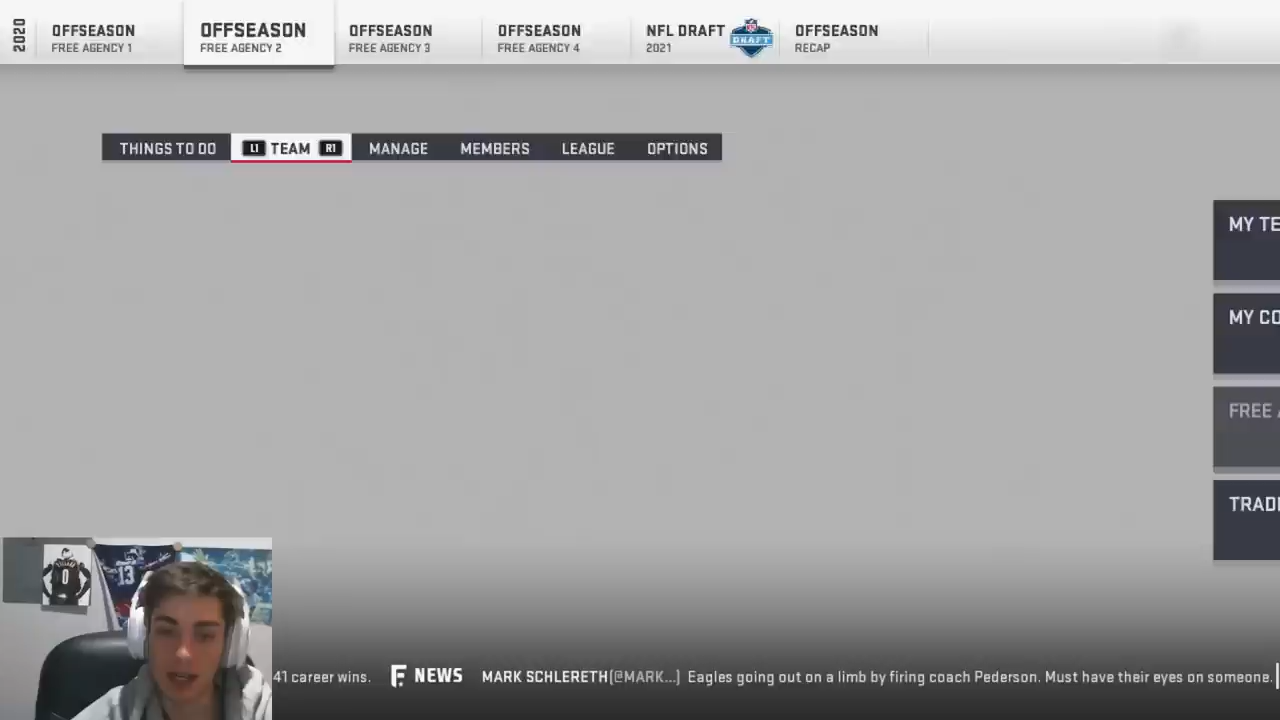 2020
OFFSEASON
FREE AGENCY 1
OFFSEASON
FREE AGENCY 2
OFFSEASON
FREE AGENCY 3
OFFSEASON
FREE AGENCY 4
NFL DRAFT
2021
DRAFT
OFFSEASON
RECAP
THINGS TO DO L1 TEAM R1 MANAGE MEMBERS LEAGUE OPTIONS
MY TE
MY CO
FREE
TRAD
0
13
41 career wins. F NEWS MARK SCHLERETH(@MARK...) Eagles going out on a limb by firing coach Pederson. Must have their eyes on someone.